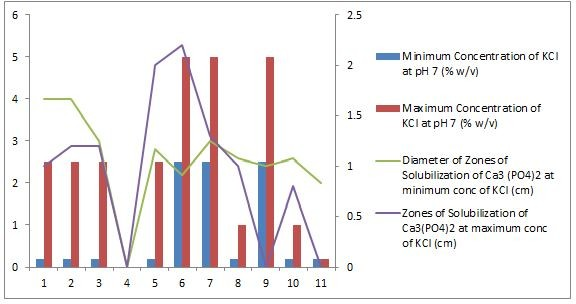 6
5
4
3
2
1
0
2.5
2
1.5
1
0.5
0
1 2 3 4 5 6 7 8 9 10 11
Minimum Concentration of KCl
at pH 7 (% w/v)
Maximum Concentration of
KCl at pH 7 (% w/v)
Diameter of Zones of
Solubilization of Ca3 (PO4)2 at
minimum conc of KCl (cm)
Zones of Solubilization of
Ca3(PO4)2 at maximum conc
of KCl (cm)